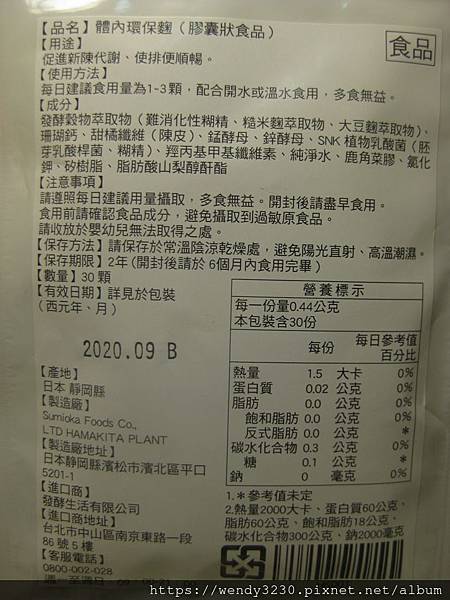 【品名】體內環保麴（膠囊狀食品）
食品
【用途】
促進新陳代謝、使排便順暢。
【使用方法】
每日建議食用量為1-3顆，配合開水或溫水食用，多食無益。
【成分】
發酵穀物萃取物（難消化性糊精、糙米麴萃取物、大豆麴萃取物）、
珊瑚鈣、甜橘纖維（陳皮）、錳酵母、鋅酵母、SNK 植物乳酸菌（胚
芽乳酸桿菌、糊精）、羥丙基甲基纖維素、純淨水、鹿角菜膠、氯化
鉀、矽樹脂、脂肪酸山梨醇酐酯
【注意事項】
請遵照每日建議用量攝取，多食無益。開封後請盡早食用。
食用前請確認食品成分，避免攝取到過敏原食品。
請收放於嬰幼兒無法取得之處。
【保存方法】請保存於常溫陰涼乾燥處，避免陽光直射、高溫潮濕。
【保存期限】2年（開封後請於 6個月內食用完畢）
【數量】30 顆
【有效日期】詳見於包裝
（西元年、月）
2020.09 B
【產地】
日本 靜岡縣
【製造廠】
Sumioka Foods Co.,
LTD HAMAKITA PLANT
【製造廠地址】
日本靜岡縣濱松市濱北區平口
5201-1
【進口商】
發酵生活有限公司
【進口商地址】
台北市中山區南京東路一段
86 號 5 樓
【客服電話】
0800-002-028
營養標示
每一份量0.44公克
本包裝含30份
每份 每日參考值
百分比
熱量 1.5 大卡 0%
蛋白質 0.02 公克 0%
脂肪 0.0 公克 0%
飽和脂肪 0.0 公克 0%
反式脂肪 0.0 公克 *
碳水化合物 0.3 公克 0%
糖 0.1 公克 *
鈉 0 毫克 0%
1.＊參考值未定
2.熱量2000大卡、蛋白質60公克、
脂肪60公克、飽和脂肪18公克、
碳水化合物300公克、鈉2000毫克
https://wendy3230.pixnet.net/album